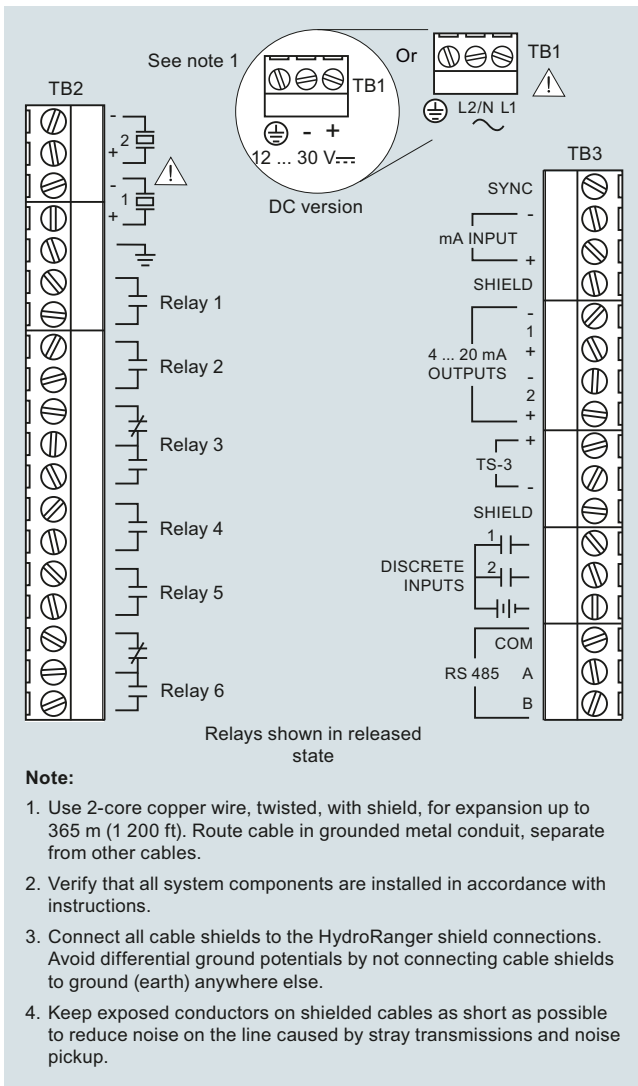 See note 1
Or
TB1
TB1
L2/N L1
- +
12 ... 30 V
DC version
TB2
-
2
+
-
1
+
Relay 1
Relay 2
Relay 3
Relay 4
Relay 5
Relay 6
TB3
SYNC
-
mA INPUT
+
SHIELD
-
1
+
4 ... 20 mA
OUTPUTS
-
2
+
+
TS-3
-
SHIELD
1
DISCRETE
2
INPUTS
COM
RS 485 A
B
Relays shown in released
state
Note:
1. Use 2-core copper wire, twisted, with shield, for expansion up to
365 m (1 200 ft). Route cable in grounded metal conduit, separate
from other cables.
2. Verify that all system components are installed in accordance with
instructions.
3. Connect all cable shields to the HydroRanger shield connections.
Avoid differential ground potentials by not connecting cable shields
to ground (earth) anywhere else.
4. Keep exposed conductors on shielded cables as short as possible
to reduce noise on the line caused by stray transmissions and noise
pickup.